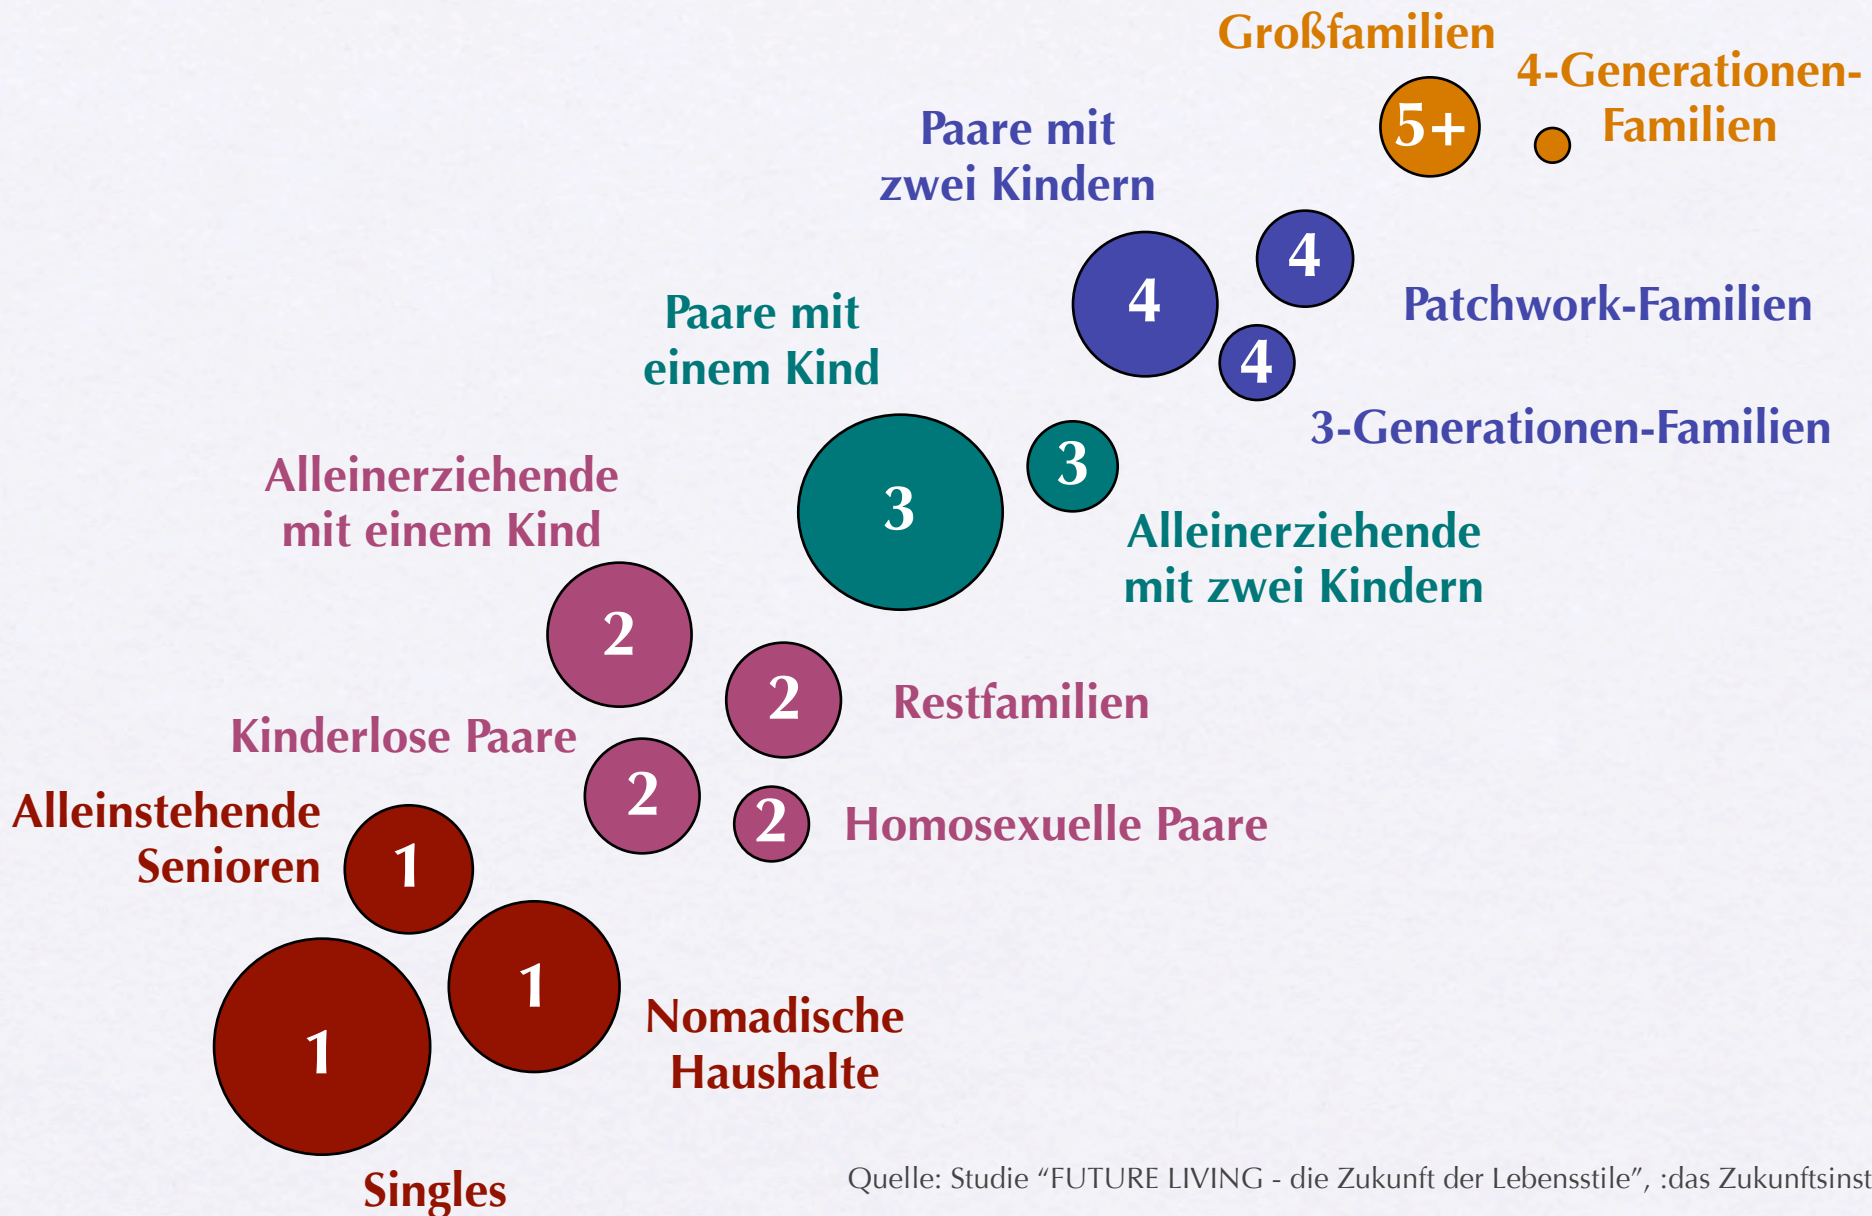 Großfamilien
4-Generationen-
Familien
5+
Paare mit
zwei Kindern
4
4
Patchwork-Familien
4
3-Generationen-Familien
Paare mit
einem Kind
3
3
Alleinerziehende
mit zwei Kindern
Alleinerziehende
mit einem Kind
2
2
Restfamilien
Kinderlose Paare
2
2
Homosexuelle Paare
Alleinstehende
Senioren
1
1
Nomadische
Haushalte
1
Singles
Quelle: Studie “FUTURE LIVING - die Zukunft der Lebensstile”, :das Zukunftsinst